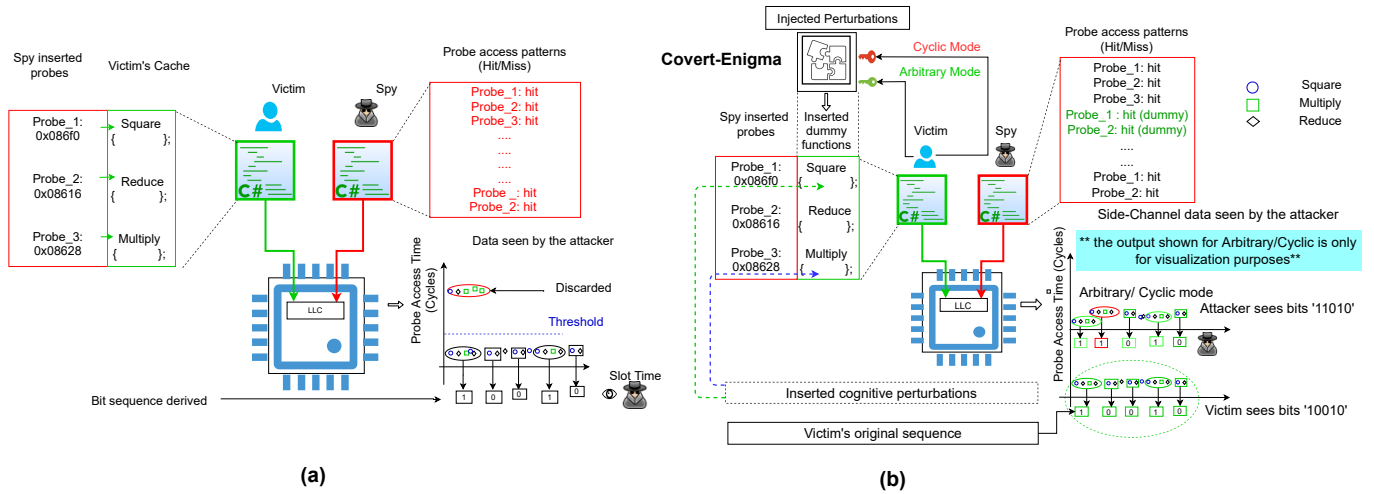 Spy inserted
probes
Victim's Cache
Probe_1:
0x086f0
Square
{ };
Probe_2:
0x08616
Reduce
{ };
Probe_3:
0x08628
Multiply
{ };
Victim
Spy
C#
C#
LLC
Probe access patterns
(Hit/Miss)
Probe_1: hit
Probe_2: hit
Probe_3: hit
....
....
....
....
Probe _: hit
Probe_2: hit
Data seen by the attacker
Probe Access Time
(Cycles)
Discarded
Threshold
Slot Time
1 0 0 1 0
Bit sequence derived
(a)
Injected Perturbations
Covert-Enigma
Cyclic Mode
Arbitrary Mode
Spy inserted
probes
Inserted
dummy
functions
Probe_1:
0x086f0
Square
{ };
Probe_2:
0x08616
Reduce
{ };
Probe_3:
0x08628
Multiply
{ };
Victim
Spy
C#
C#
LLC
Inserted cognitive perturbations
Victim's original sequence
Probe access patterns
(Hit/Miss)
Probe_1: hit
Probe_2: hit
Probe_3: hit
Probe_1 : hit (dummy)
Probe_2: hit (dummy)
....
....
Probe_1: hit
Probe_2: hit
Square
Multiply
Reduce
Side-Channel data seen by the attacker
** the output shown for Arbitrary/Cyclic is only
for visualization purposes**
Probe Access Time (Cycles)
Arbitrary/ Cyclic mode
Attacker sees bits '11010'
1 1 0 1 0
Victim sees bits '10010'
1 0 0 1 0
(b)